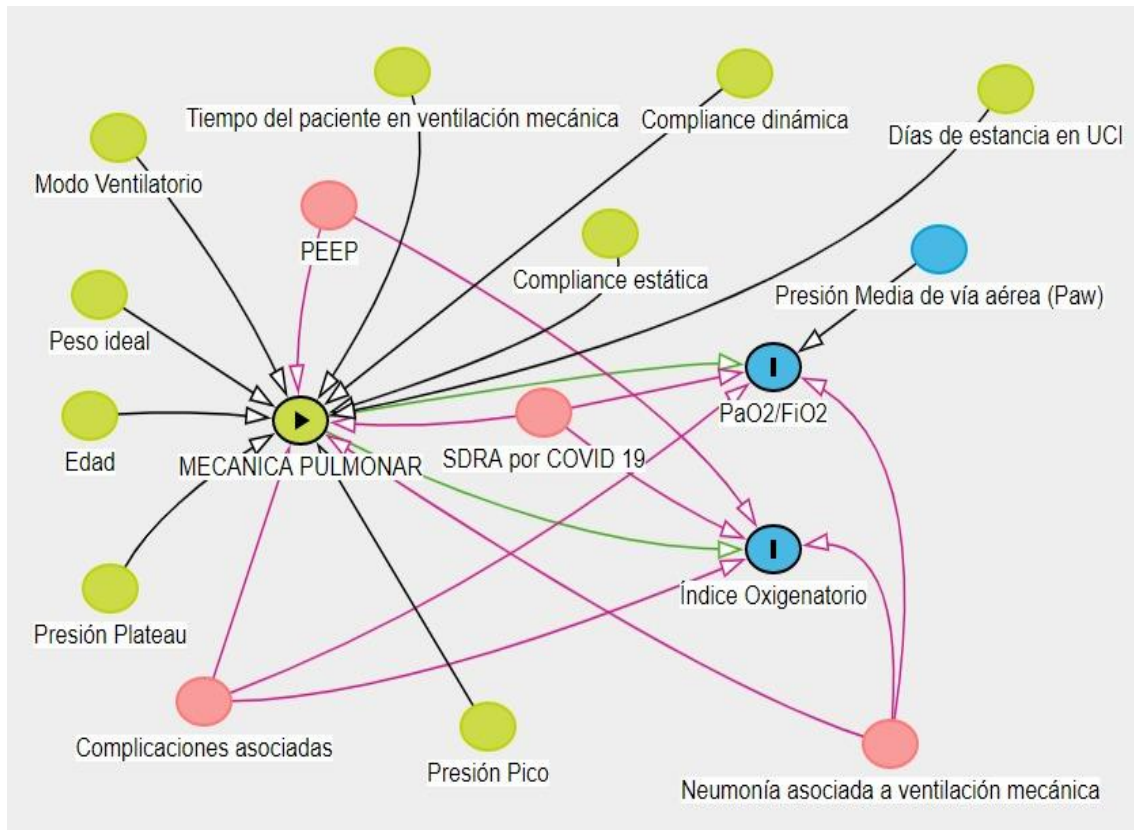 Tiempo del paciente en ventilación mecánica
Compliance dinámica
Días de estancia en UCI
Modo Ventilatorio
PEEP
Compliance estática
Presión Media de vía aérea (Paw)
Peso ideal
PaO2/FiO2
Edad
MECANICA PULMONAR
SDRA por COVID 19
Índice Oxigenatorio
Presión Plateau
Complicaciones asociadas
Presión Pico
Neumonía asociada a ventilación mecánica